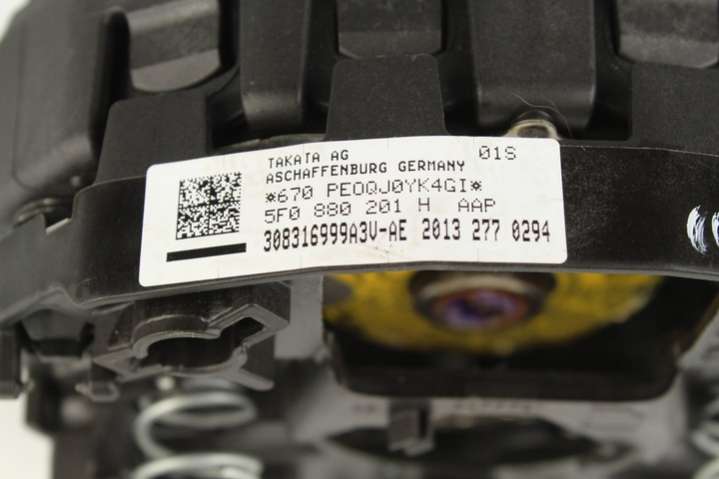 TAKATA AG 01S
ASCHAFFENBURG GERMANY
*670 PEOQJ0YK4GI*
5F0 880 201 H AAP
308316999A3V-AE 2013 277 0294